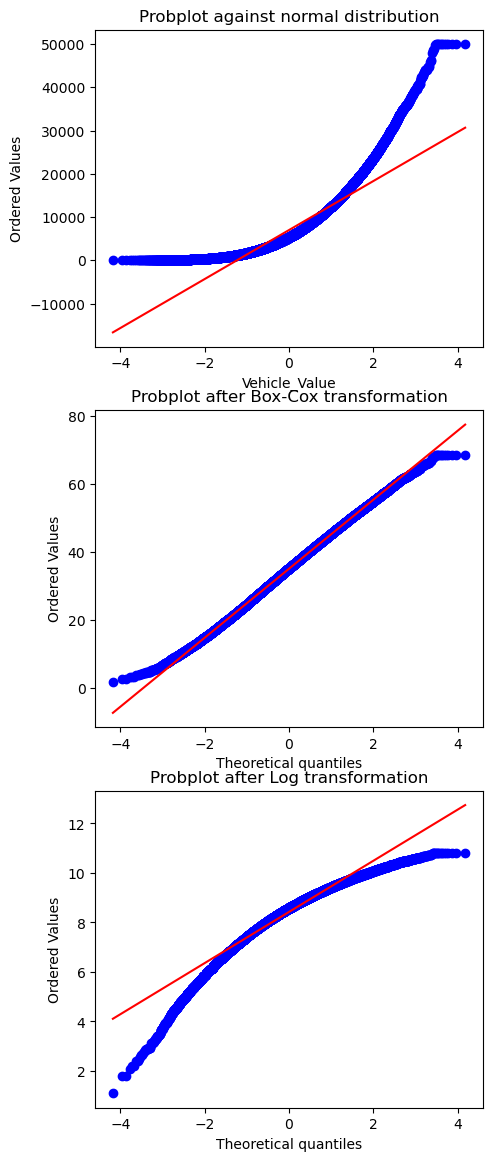 Probplot against normal distribution
50000
40000
30000
20000
10000
0
−10000
Ordered Values
−4 −2 0 2 4
Vehicle_Value
Probplot after Box-Cox transformation
80
60
40
20
0
Ordered Values
−4 −2 0 2 4
Theoretical quantiles
Probplot after Log transformation
12
10
8
6
4
2
Ordered Values
−4 −2 0 2 4
Theoretical quantiles